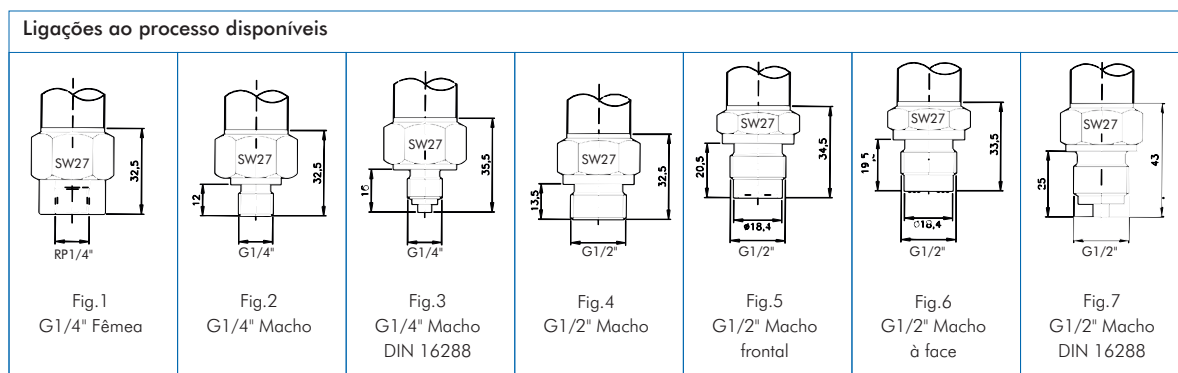 Ligações ao processo disponíveis
SW27
32,5
RP1/4"
Fig.1
G1/4" Fêmea
SW27
12
32,5
G1/4"
Fig.2
G1/4" Macho
SW27
16
35,5
G1/4"
Fig.3
G1/4" Macho
DIN 16288
SW27
13,5
32,5
G1/2"
Fig.4
G1/2" Macho
SW27
20,5
34,5
ø18,4
G1/2"
Fig.5
G1/2" Macho
frontal
SW27
19,5
33,5
ø18,4
G1/2"
Fig.6
G1/2" Macho
à face
SW27
25
43
G1/2"
Fig.7
G1/2" Macho
DIN 16288